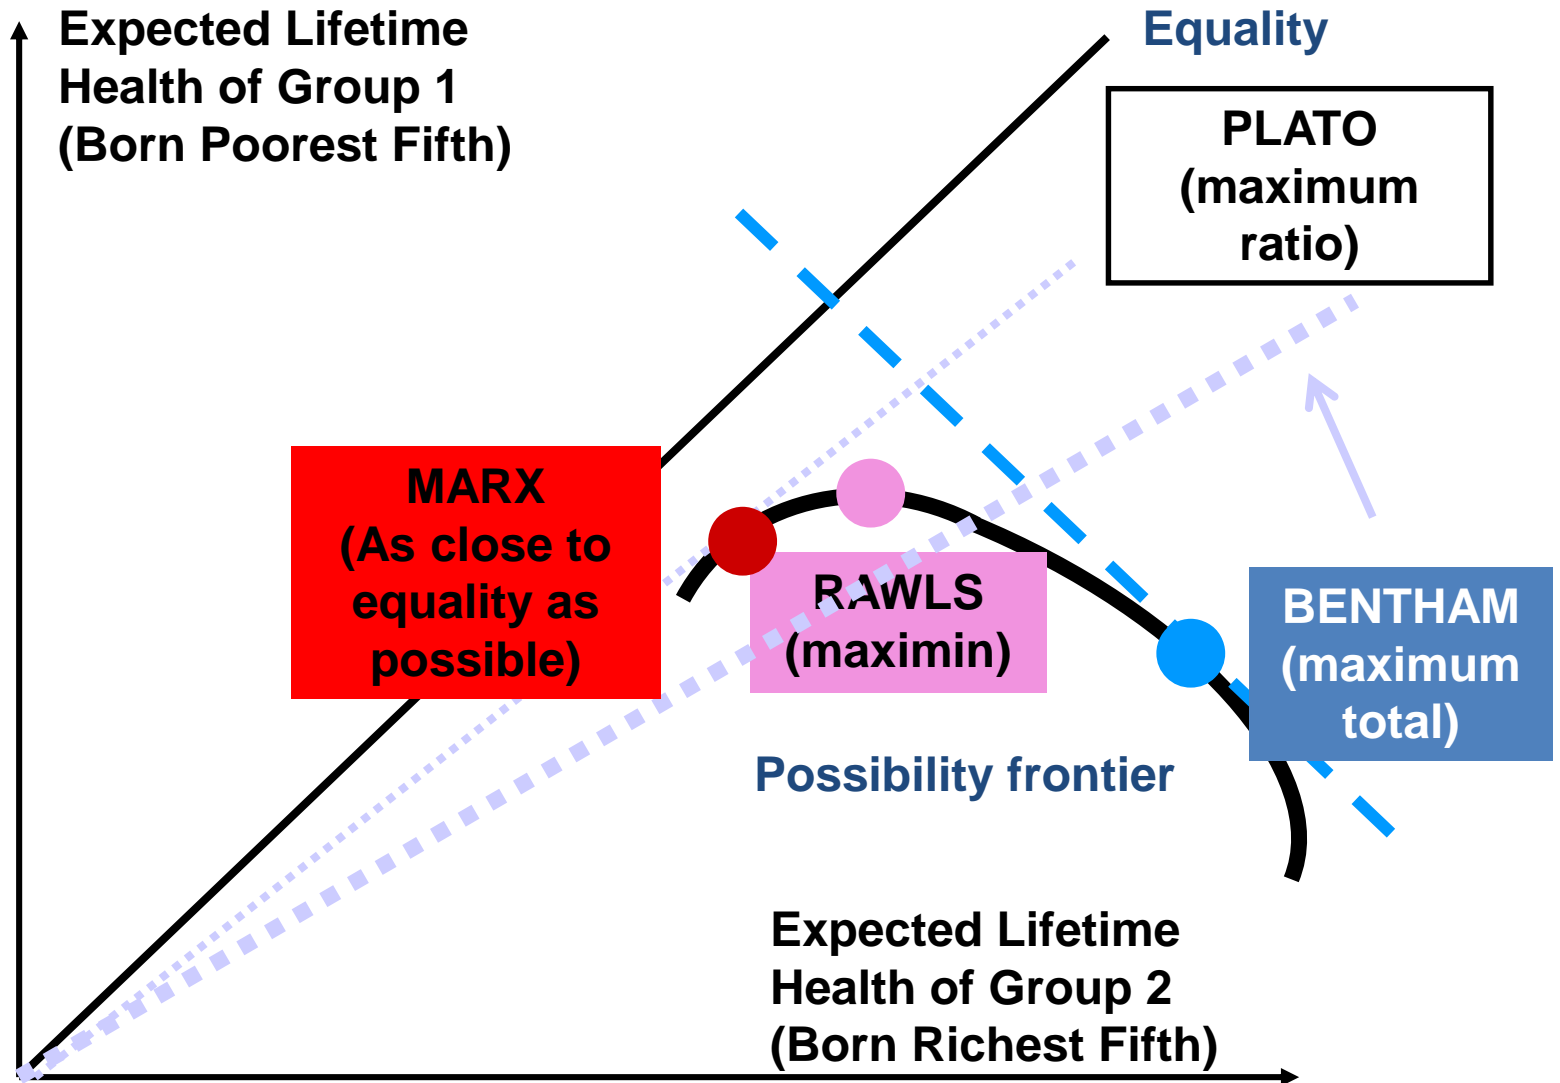 Expected Lifetime
Health of Group 1
(Born Poorest Fifth)
Equality
PLATO
(maximum
ratio)
MARX
(As close to
equality as
possible)
RAWLS
(maximin)
BENTHAM
(maximum
total)
Possibility frontier
Expected Lifetime
Health of Group 2
(Born Richest Fifth)